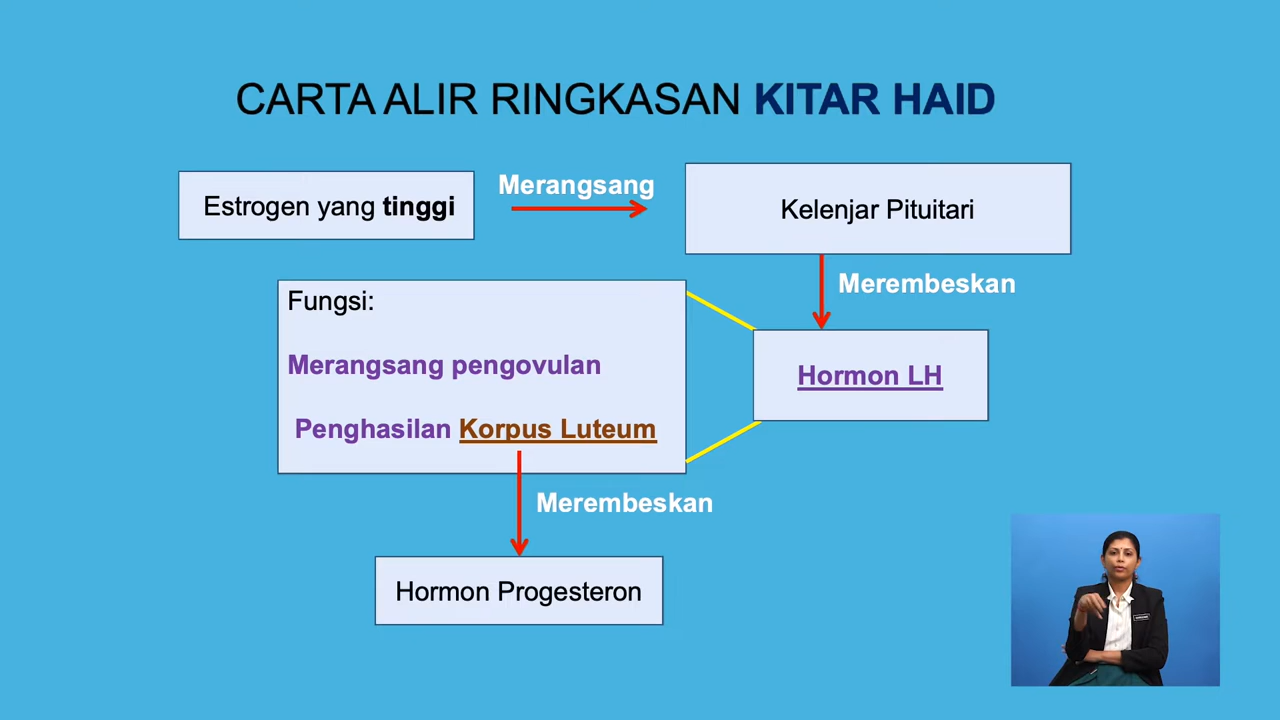 CARTA ALIR RINGKASAN KITAR HAID
Estrogen yang tinggi
Merangsang
Kelenjar Pituitari
Merembeskan
Hormon LH
Fungsi:
Merangsang pengovulan
Penghasilan Korpus Luteum
Merembeskan
Hormon Progesteron